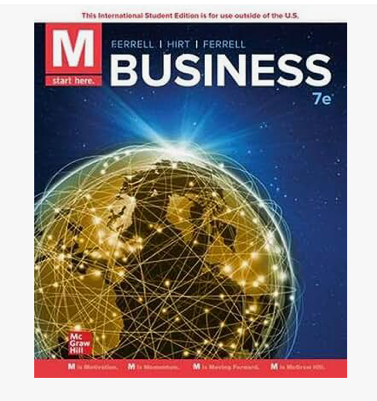 This International Student Edition is for use outside of the U.S.
M
start here.
FERRELL | HIRT | FERRELL
BUSINESS
7e
Mc
Graw
Hill
M is Motivation. M is Momentum. M is Moving Forward. M is McGraw Hill.